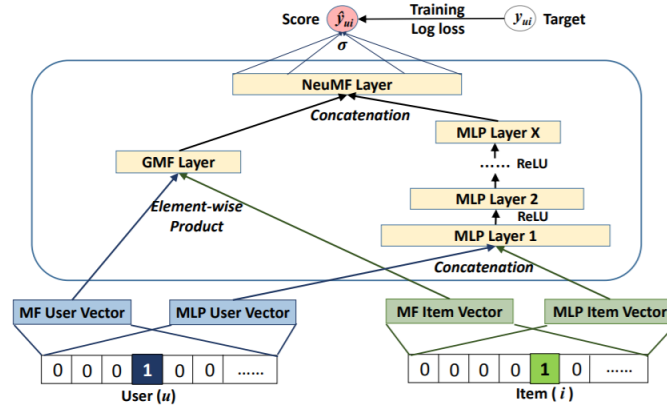 Score
ŷui
Training
Log loss
yui
Target
σ
NeuMF Layer
Concatenation
MLP Layer X
...... ReLU
GMF Layer
MLP Layer 2
Element-wise
Product
ReLU
MLP Layer 1
Concatenation
MF User Vector
MLP User Vector
MF Item Vector
MLP Item Vector
0 0 0 1 0 0 ......
0 0 0 0 1 0 ......
User (u)
Item ( i )